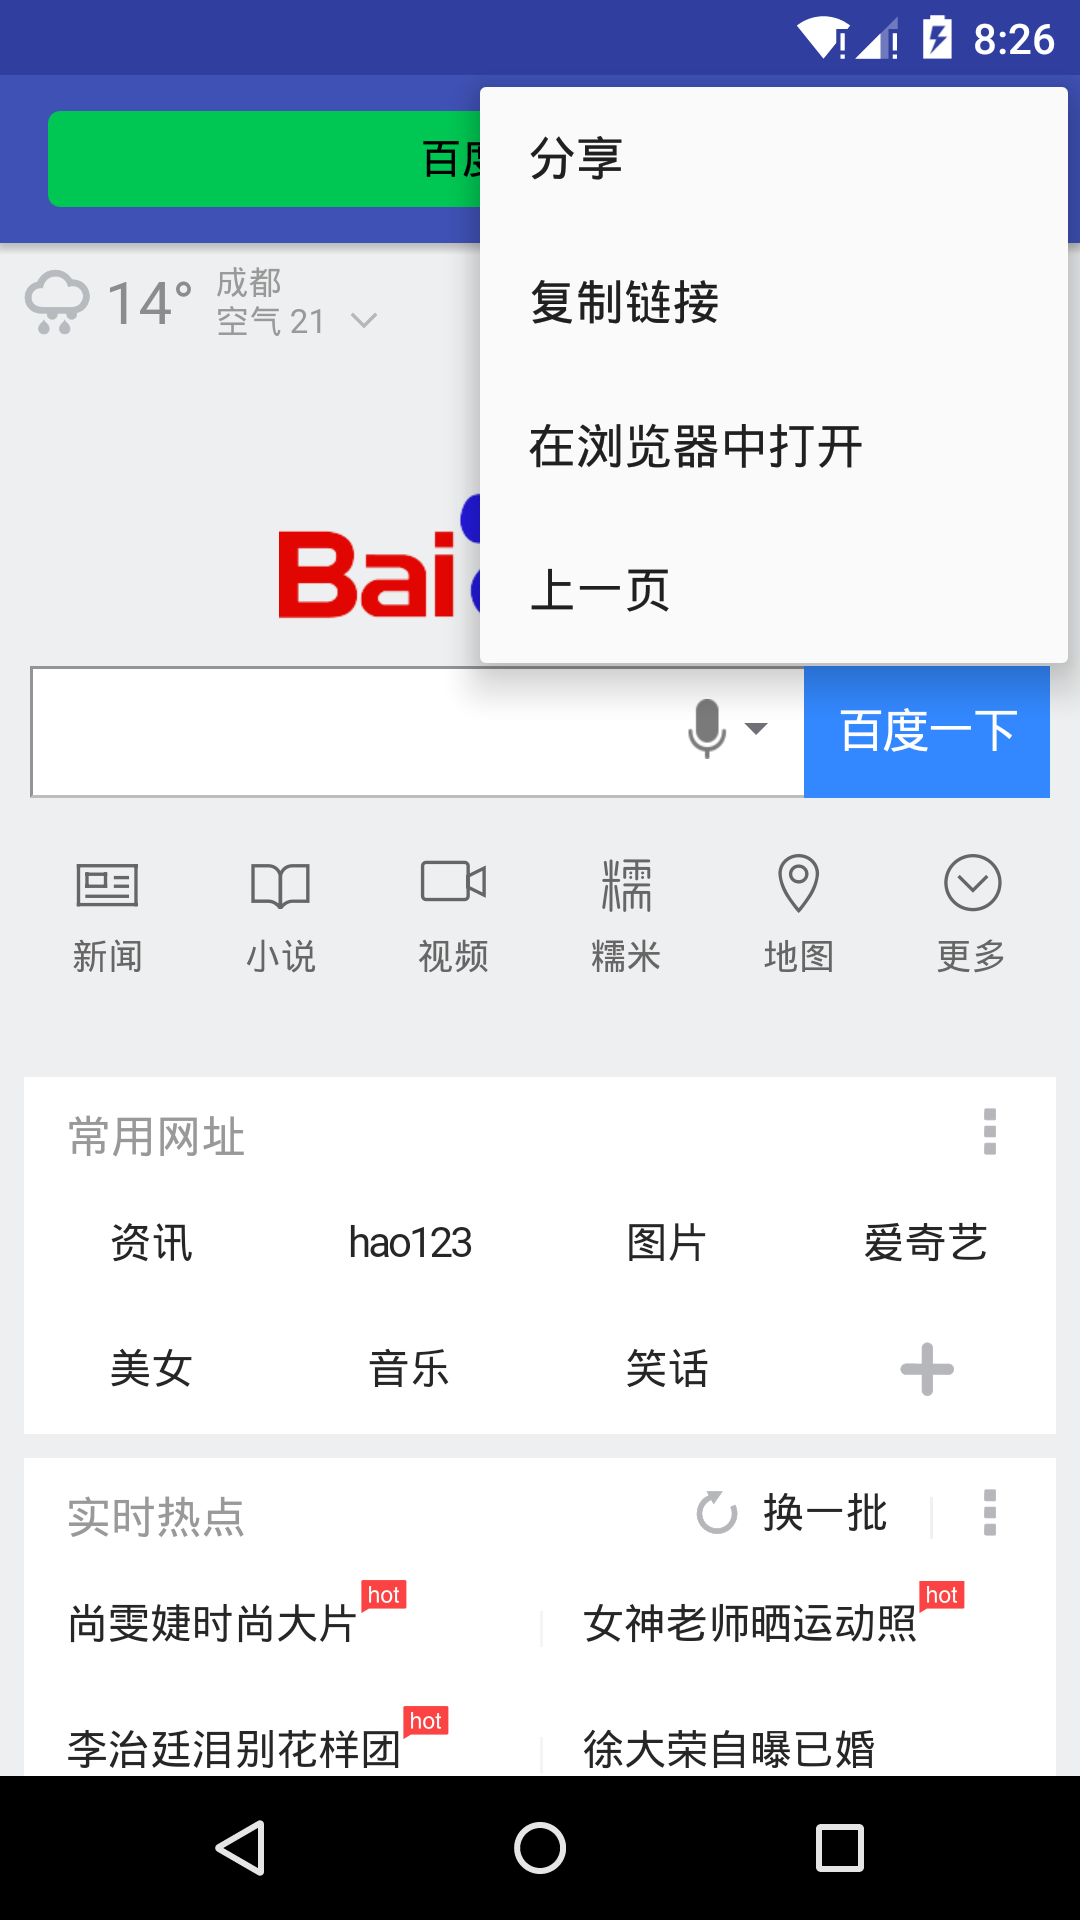 8:26
百度
分享
复制链接
在浏览器中打开
上一页
14°
成都
空气 21
Bai
百度一下
新闻
小说
视频
糯
糯米
地图
更多
常用网址
资讯
hao123
图片
爱奇艺
美女
音乐
笑话
实时热点
换一批
尚雯婕时尚大片 hot
女神老师晒运动照 hot
李治廷泪别花样团 hot
徐大荣自曝已婚